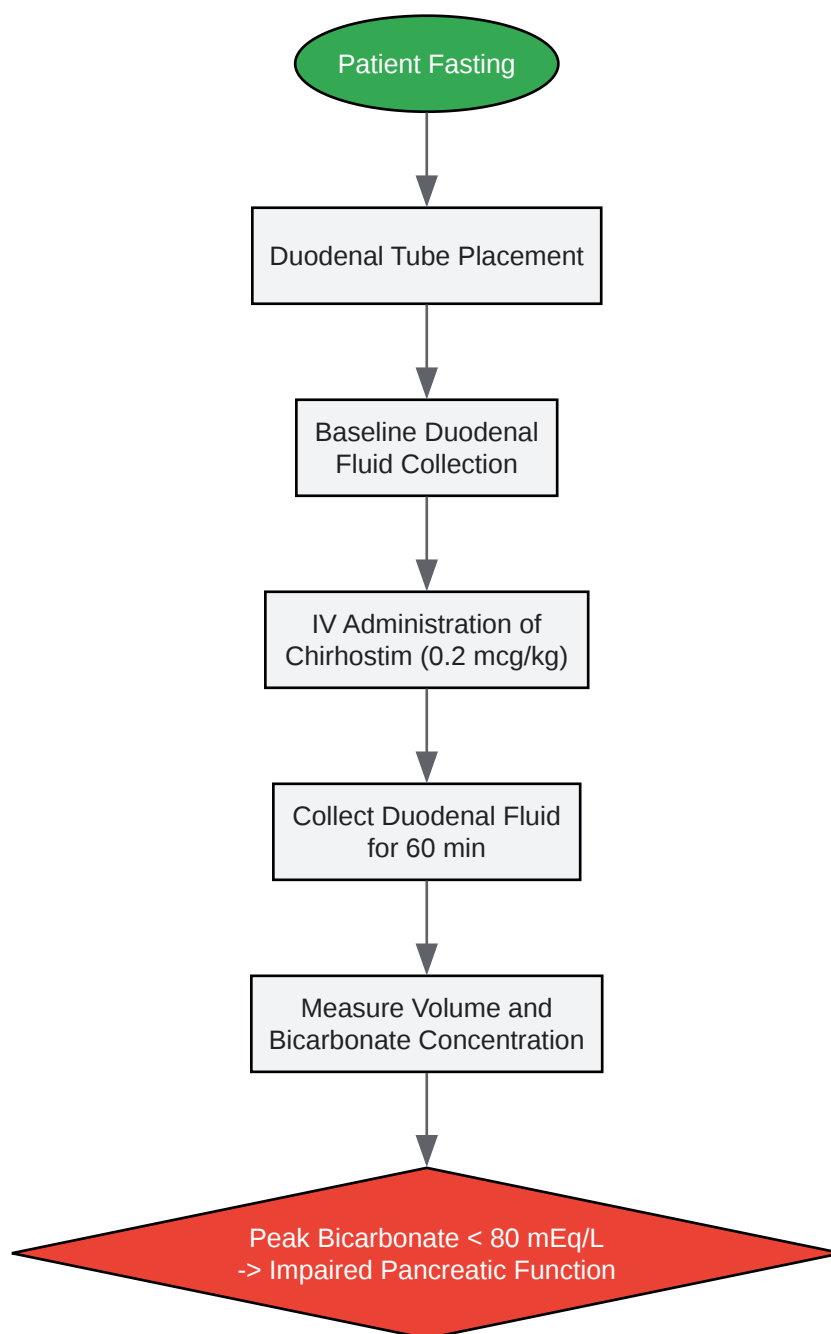 Patient Fasting
Duodenal Tube Placement
Baseline Duodenal
Fluid Collection
IV Administration of
Chirhostim (0.2 mcg/kg)
Collect Duodenal Fluid
for 60 min
Measure Volume and
Bicarbonate Concentration
Peak Bicarbonate < 80 mEq/L
-> Impaired Pancreatic Function